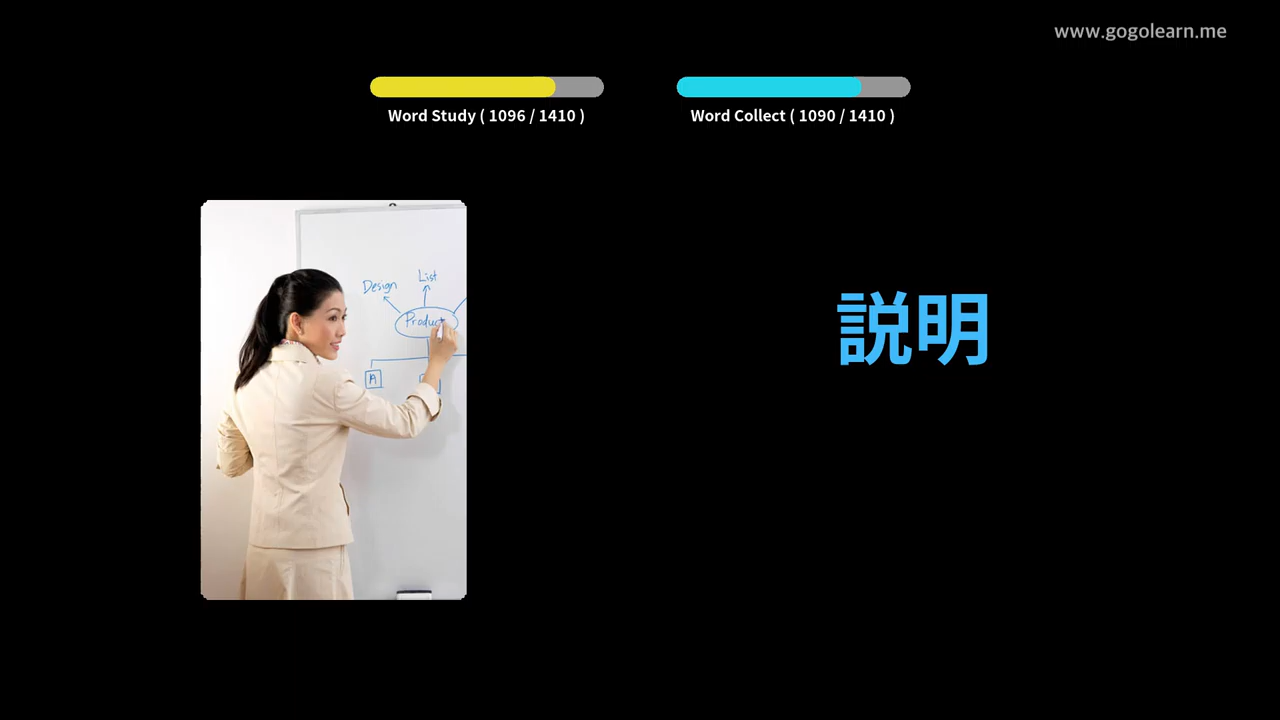 www.gogolearn.me
Word Study ( 1096 / 1410 )
Word Collect ( 1090 / 1410 )
Design
List
Product
A
説明